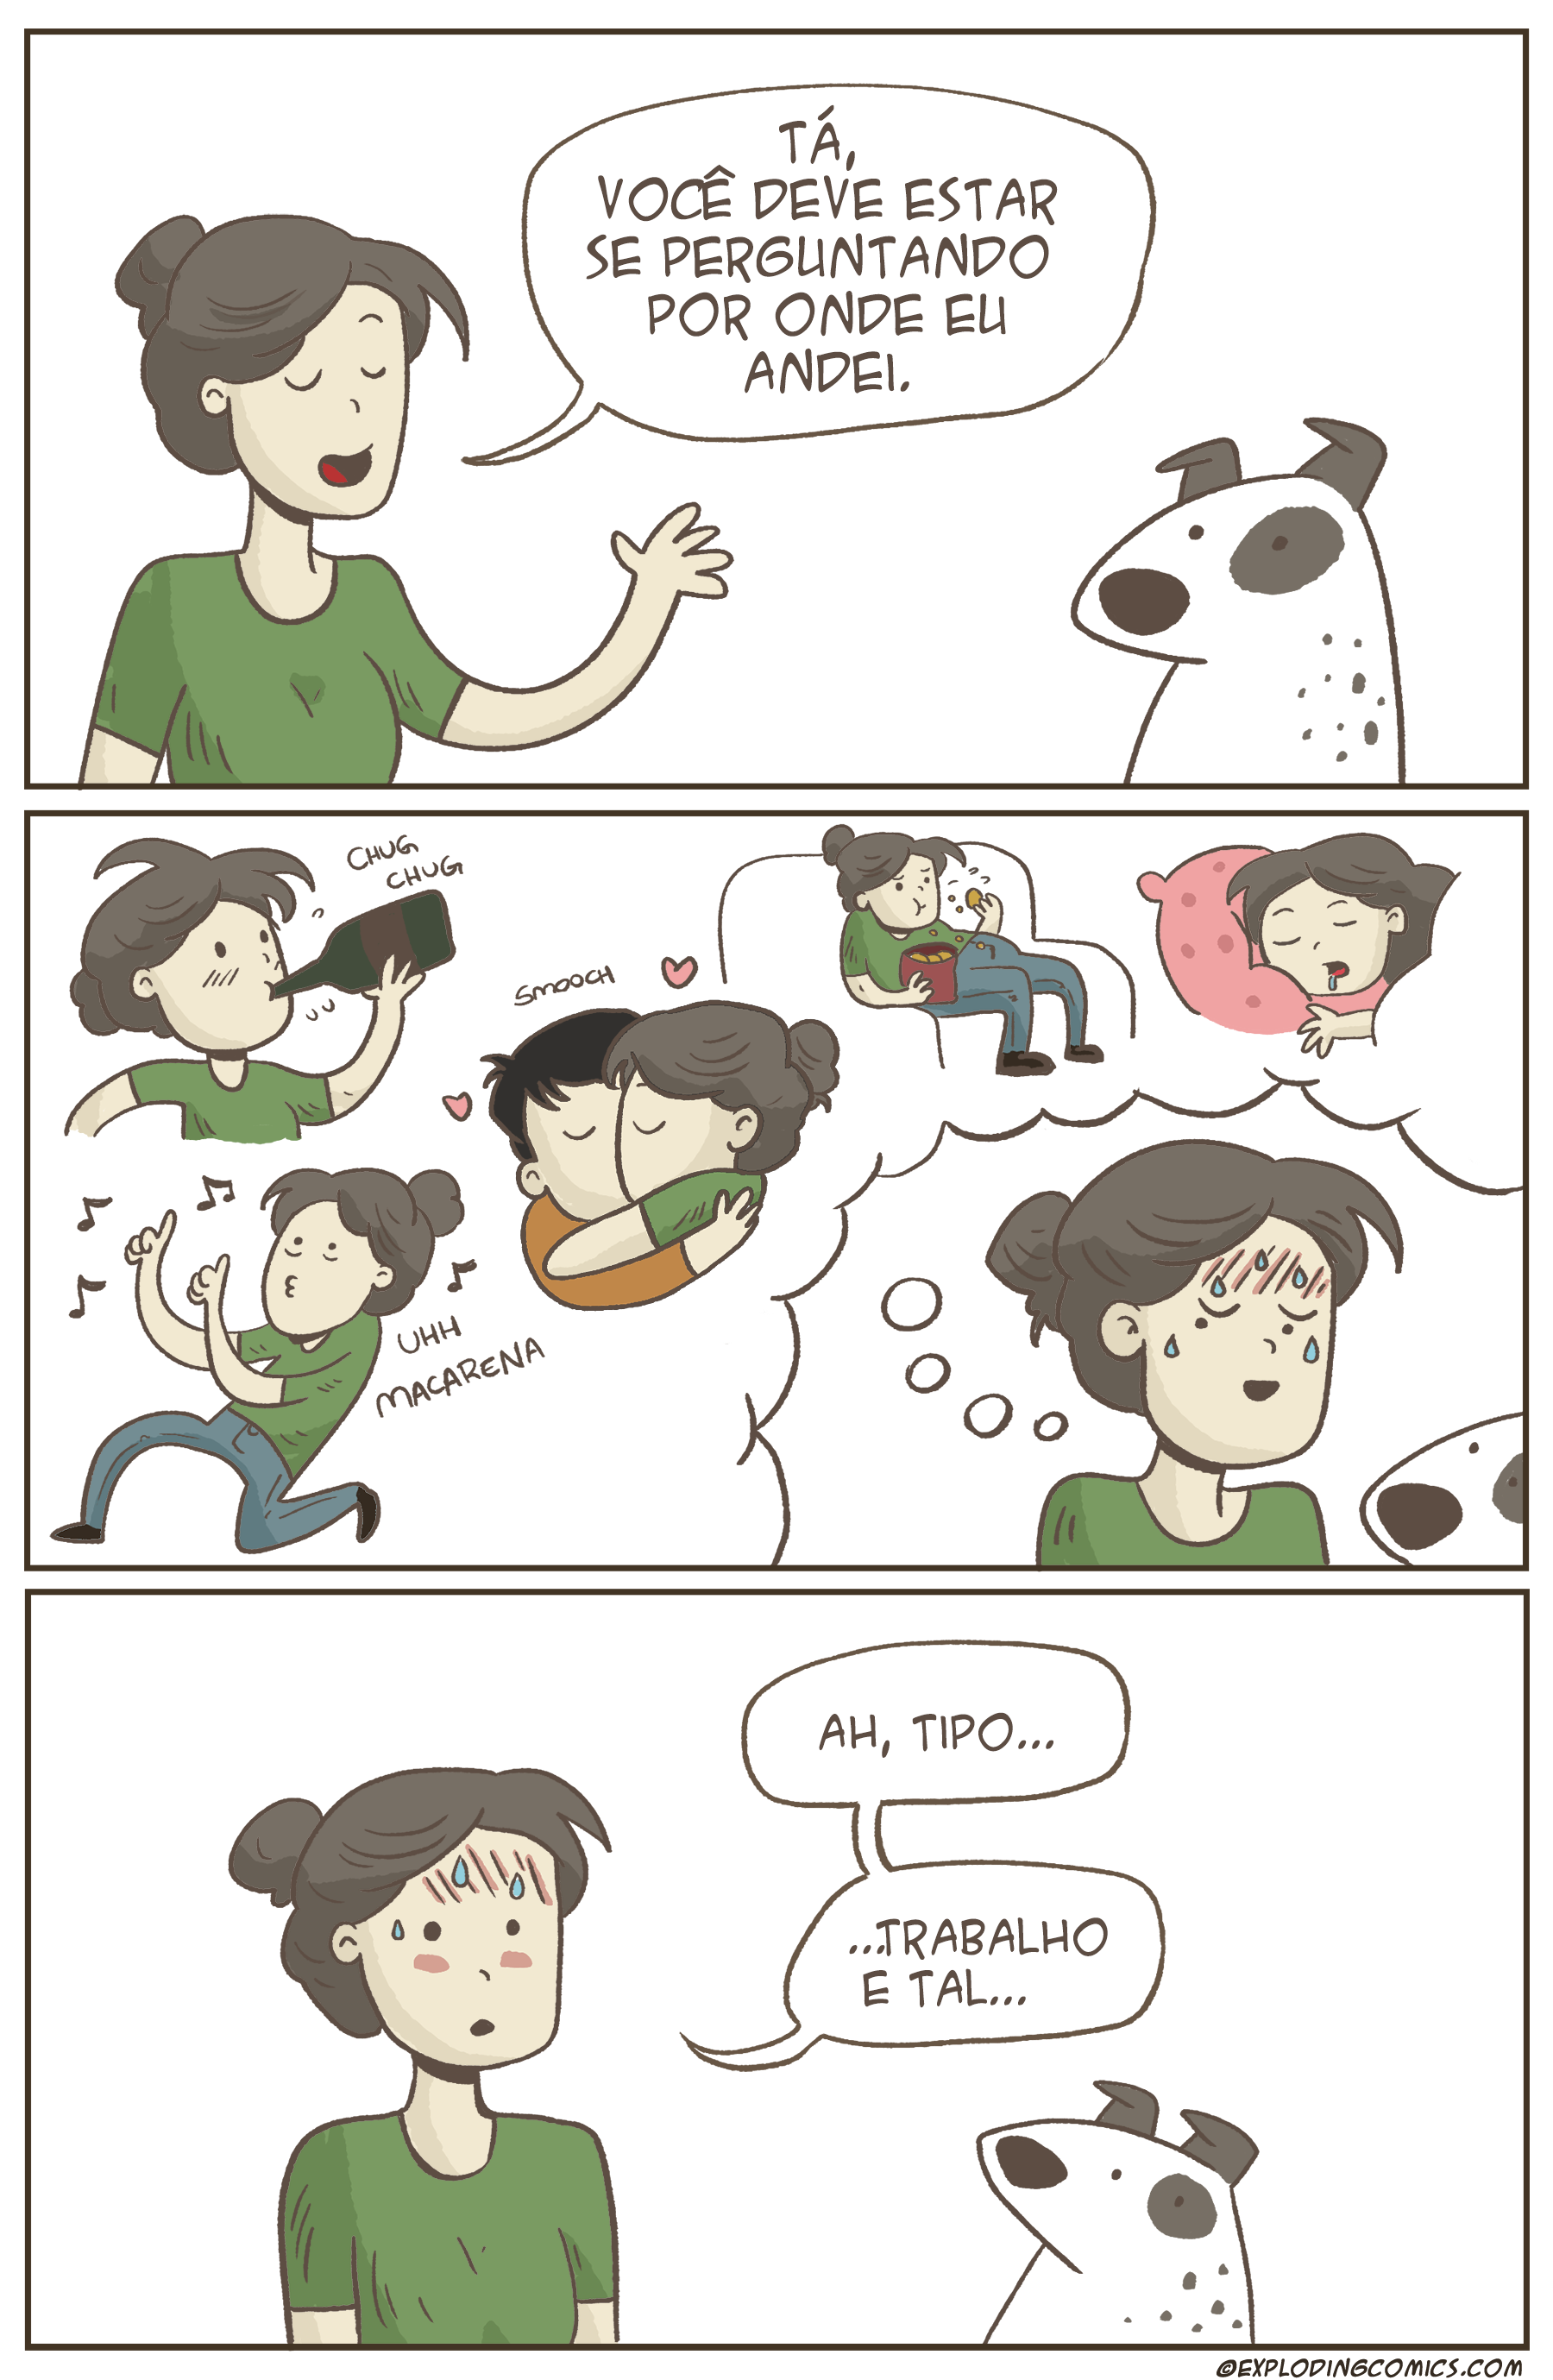 TÁ,
VOCÊ DEVE ESTAR
SE PERGUNTANDO
POR ONDE EU
ANDEI.
CHUG
CHUG
SMOOCH
UHH
MACARENA
AH, TIPO...
...TRABALHO
E TAL...
©EXPLODINGCOMICS.COM